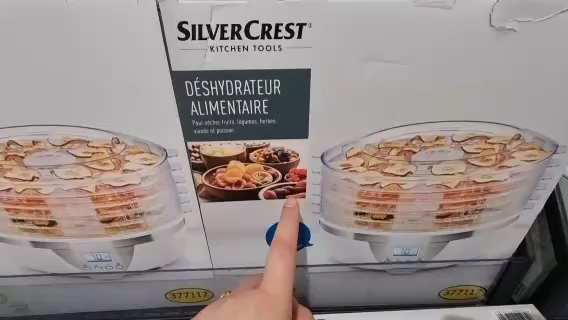 SILVERCREST®
KITCHEN TOOLS
DÉSHYDRATEUR
ALIMENTAIRE
Pour sécher fruits, légumes, herbes,
viande et poisson
377117
377117